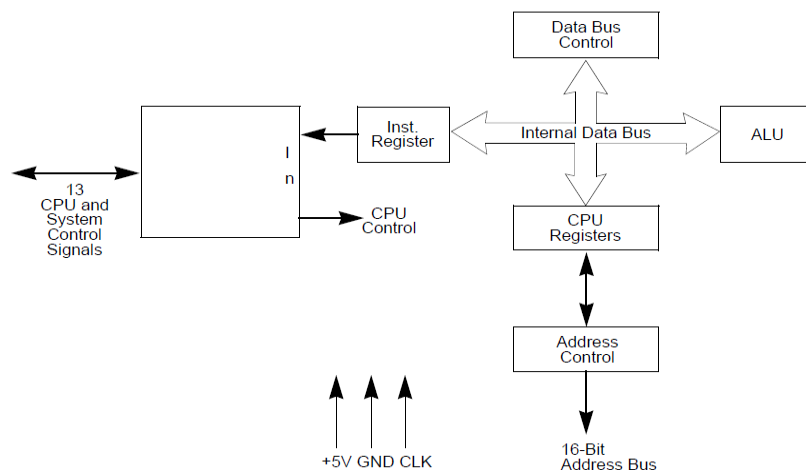 Data Bus
Control
Inst.
Register
Internal Data Bus
ALU
I
n
13
CPU and
System
Control
Signals
CPU
Control
CPU
Registers
Address
Control
+5V GND CLK
16-Bit
Address Bus